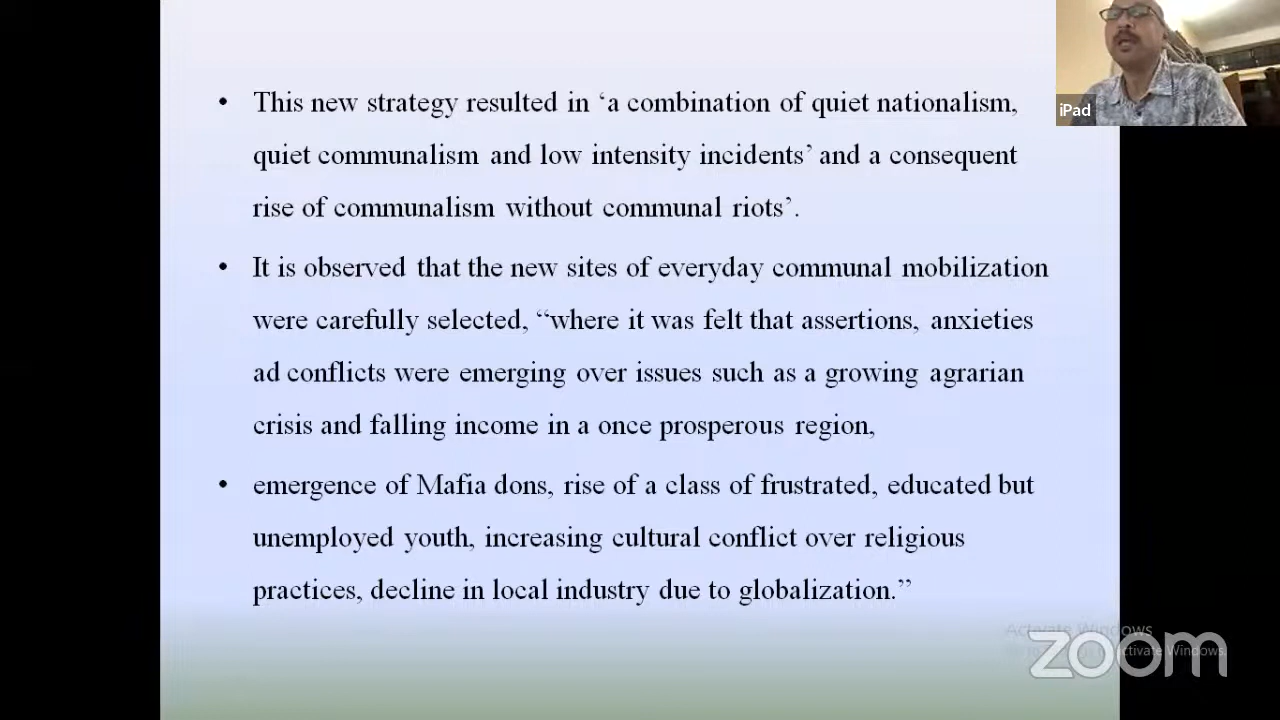 iPad
• This new strategy resulted in ‘a combination of quiet nationalism,
quiet communalism and low intensity incidents’ and a consequent
rise of communalism without communal riots’.
• It is observed that the new sites of everyday communal mobilization
were carefully selected, “where it was felt that assertions, anxieties
ad conflicts were emerging over issues such as a growing agrarian
crisis and falling income in a once prosperous region,
• emergence of Mafia dons, rise of a class of frustrated, educated but
unemployed youth, increasing cultural conflict over religious
practices, decline in local industry due to globalization.”
Activate Windows
zoom
Activate Windows.